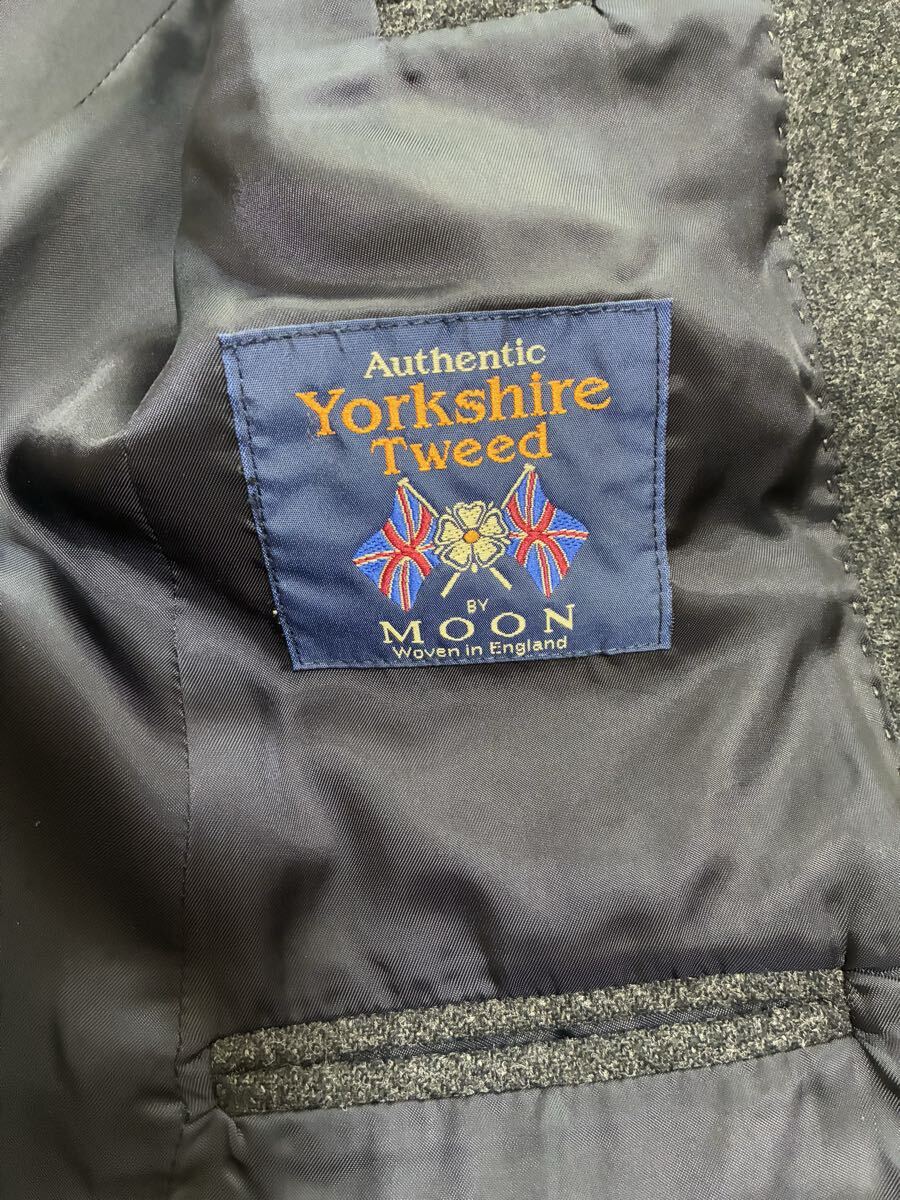 Authentic
Yorkshire
Tweed
BY
MOON
Woven in England